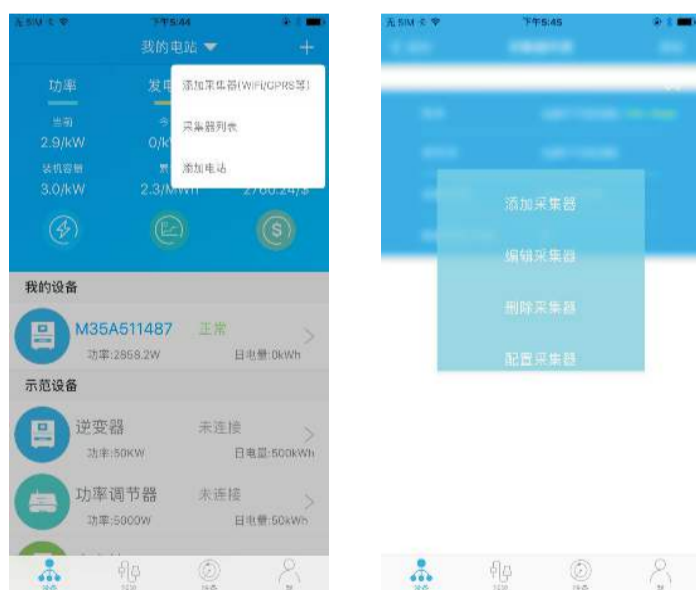 无SIM卡
下午5:44
我的电站
功率
添加采集器(WiFi/GPRS等)
采集器列表
添加电站
当前
2.9/kW
装机容量
3.0/kW
$
我的设备
M35A511487 正常
功率:2858.2W 日电量:0kWh
示范设备
逆变器 未连接
功率:50KW 日电量:500kWh
功率调节器 未连接
功率:5000W 日电量:50kWh
无SIM卡
下午5:45
添加采集器
编辑采集器
删除采集器
配置采集器